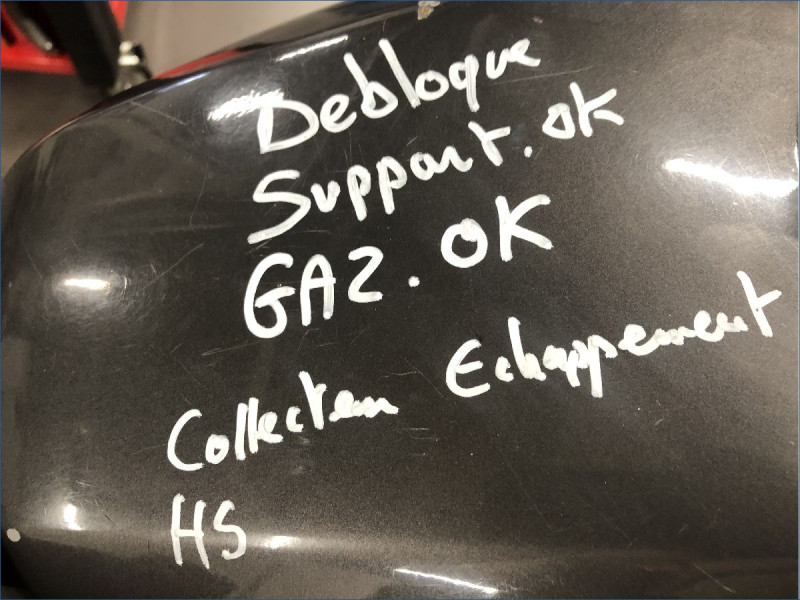 Debloque
Support. OK
GAZ. OK
Collecteur Echappement
HS